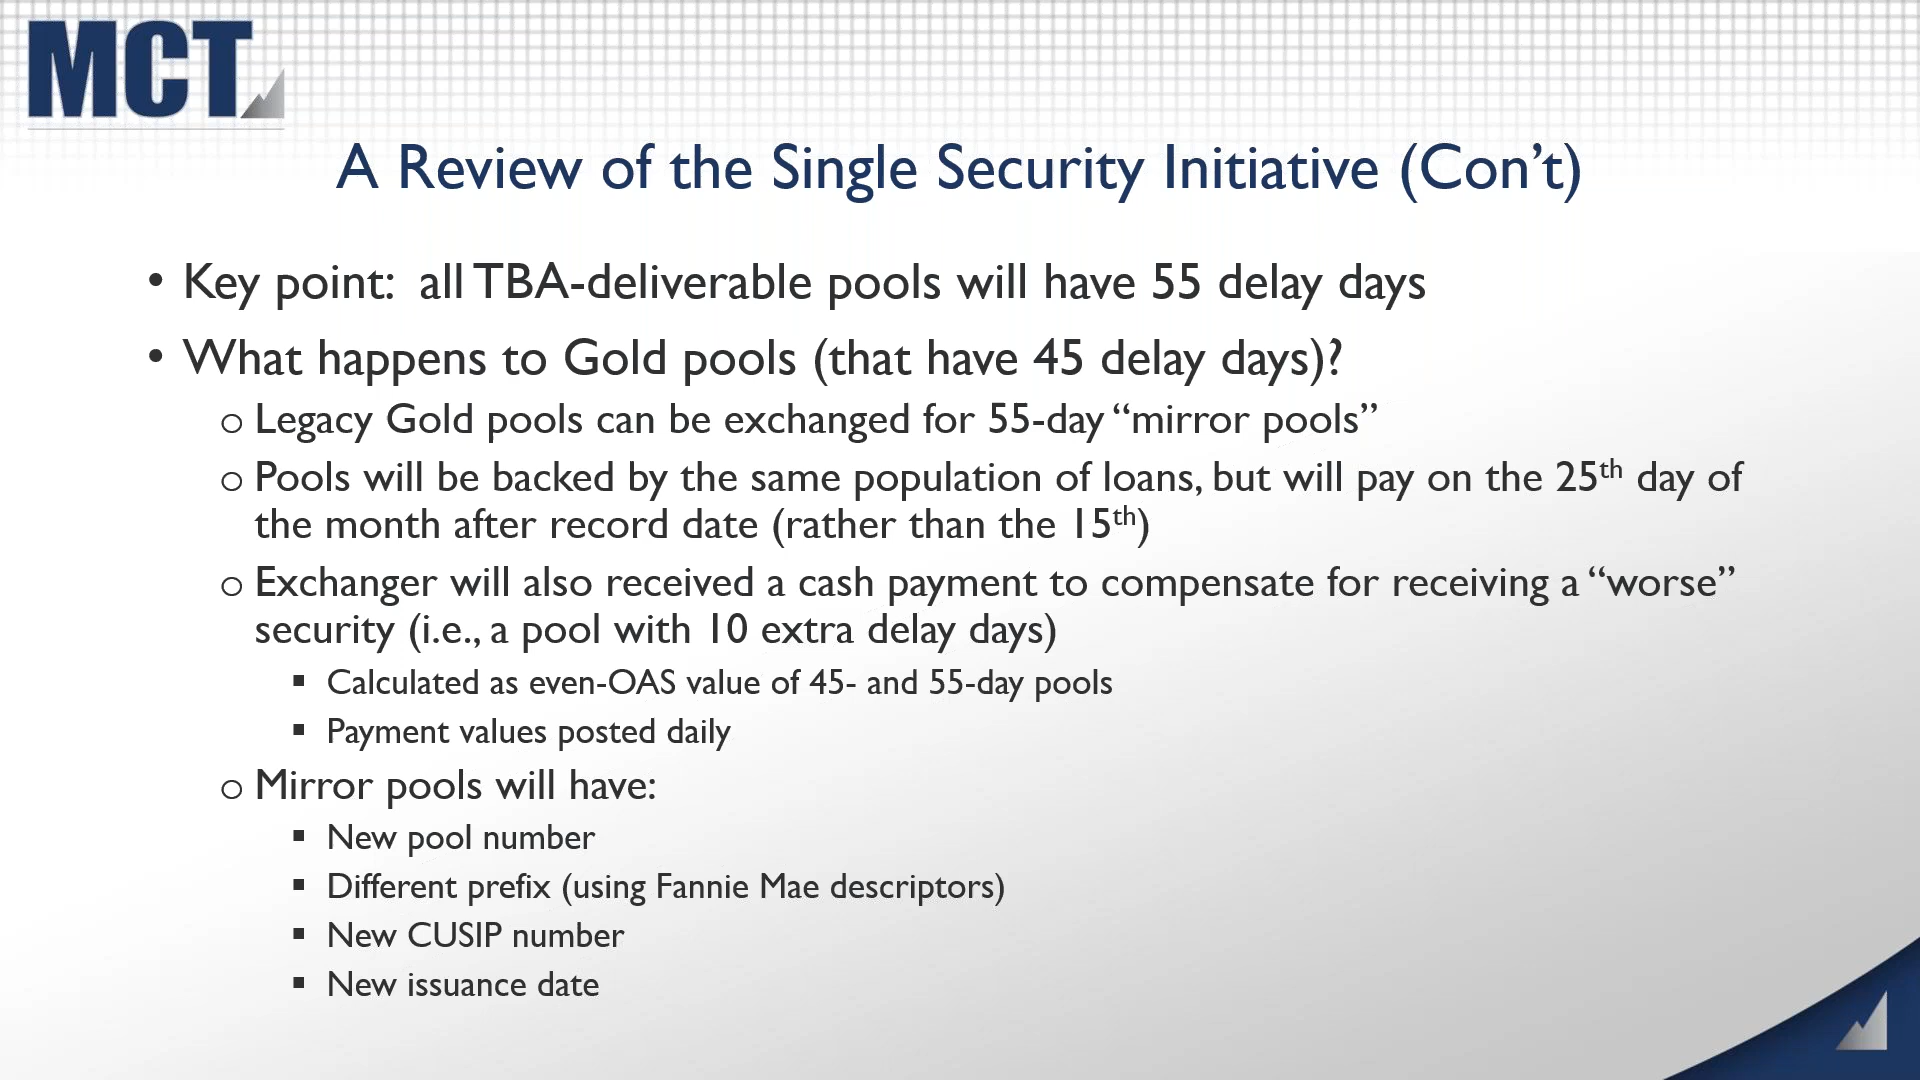 MCT
A Review of the Single Security Initiative (Con’t)
• Key point:  all TBA-deliverable pools will have 55 delay days
• What happens to Gold pools (that have 45 delay days)?
o Legacy Gold pools can be exchanged for 55-day “mirror pools”
o Pools will be backed by the same population of loans, but will pay on the 25th day of
the month after record date (rather than the 15th)
o Exchanger will also received a cash payment to compensate for receiving a “worse”
security (i.e., a pool with 10 extra delay days)
▪ Calculated as even-OAS value of 45- and 55-day pools
▪ Payment values posted daily
o Mirror pools will have:
▪ New pool number
▪ Different prefix (using Fannie Mae descriptors)
▪ New CUSIP number
▪ New issuance date